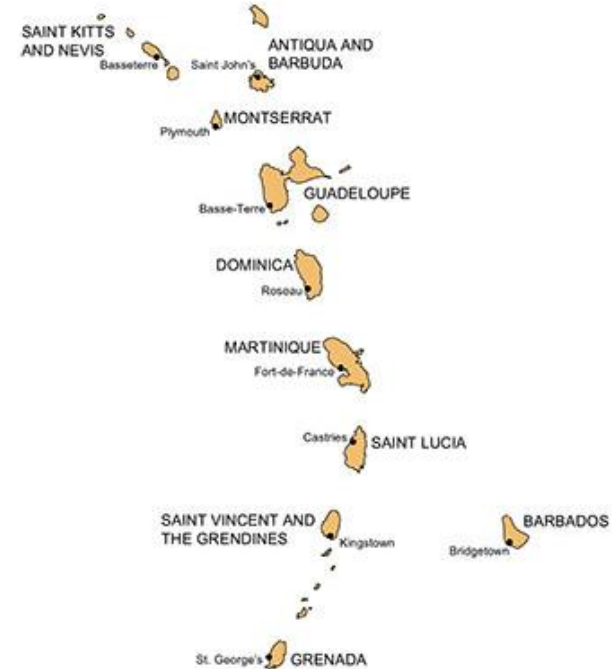 SAINT KITTS
AND NEVIS
Basseterre
ANTIQUA AND
BARBUDA
Saint John's
MONTSERRAT
Plymouth
GUADELOUPE
Basse-Terre
DOMINICA
Roseau
MARTINIQUE
Fort-de-France
Castries
SAINT LUCIA
SAINT VINCENT AND
THE GRENDINES
Kingstown
BARBADOS
Bridgetown
St. George's
GRENADA